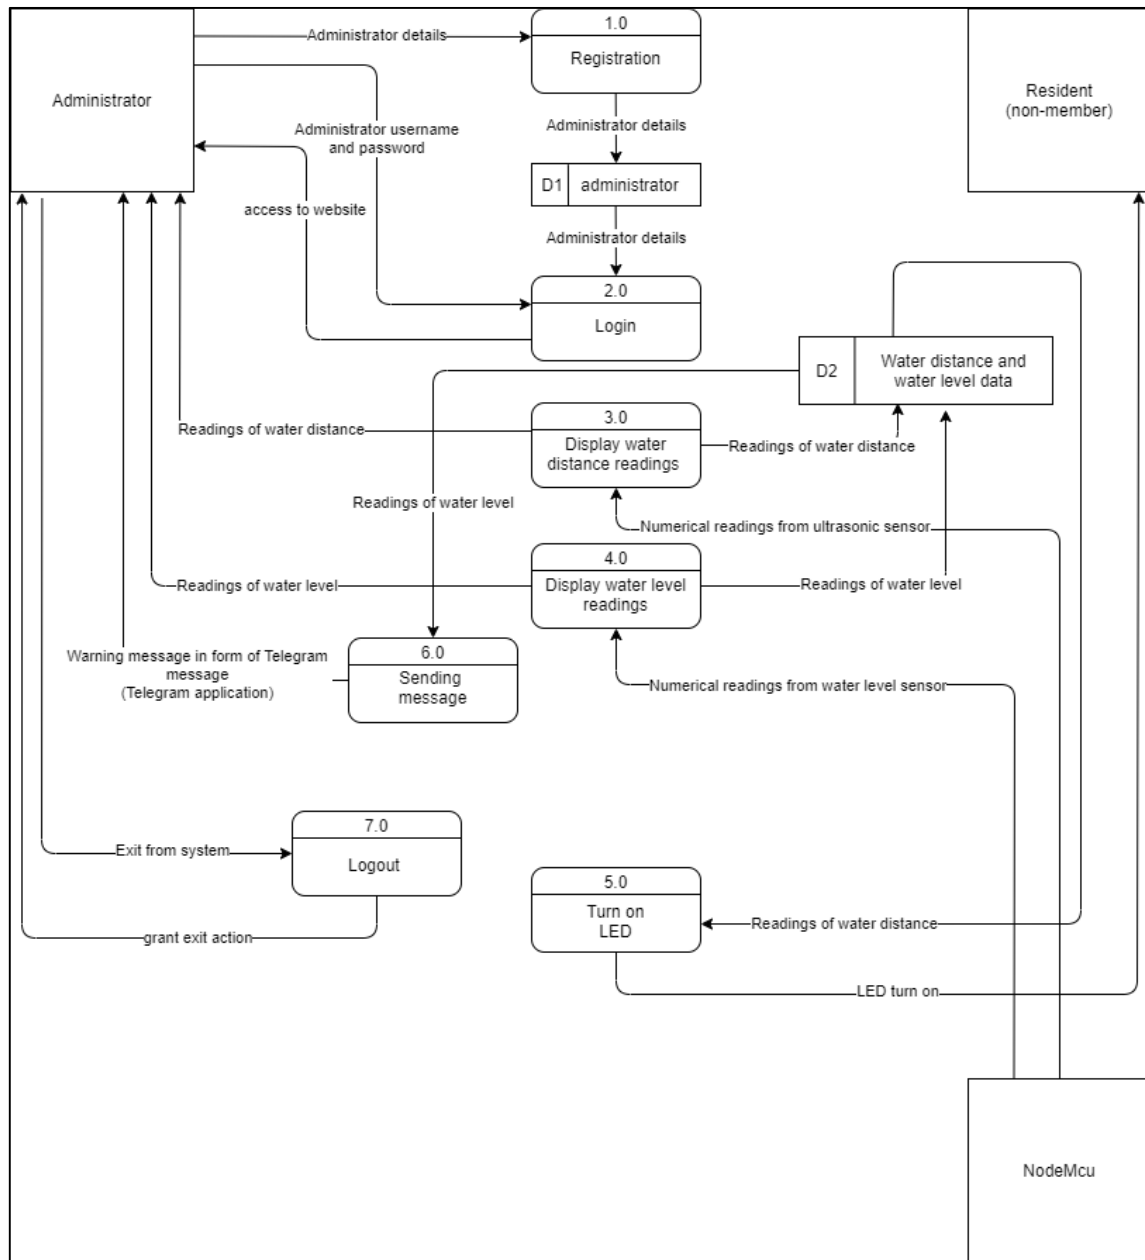 Administrator details
1.0
Registration
Administrator
Resident
(non-member)
Administrator details
Administrator username
and password
D1
administrator
access to website
Administrator details
2.0
Login
D2
Water distance and
water level data
3.0
Display water
distance readings
Readings of water distance
Readings of water distance
Readings of water level
Numerical readings from ultrasonic sensor
4.0
Display water level
readings
Readings of water level
Readings of water level
6.0
Sending
message
Warning message in form of Telegram
message
(Telegram application)
Numerical readings from water level sensor
7.0
Logout
Exit from system
5.0
Turn on
LED
Readings of water distance
grant exit action
LED turn on
NodeMcu